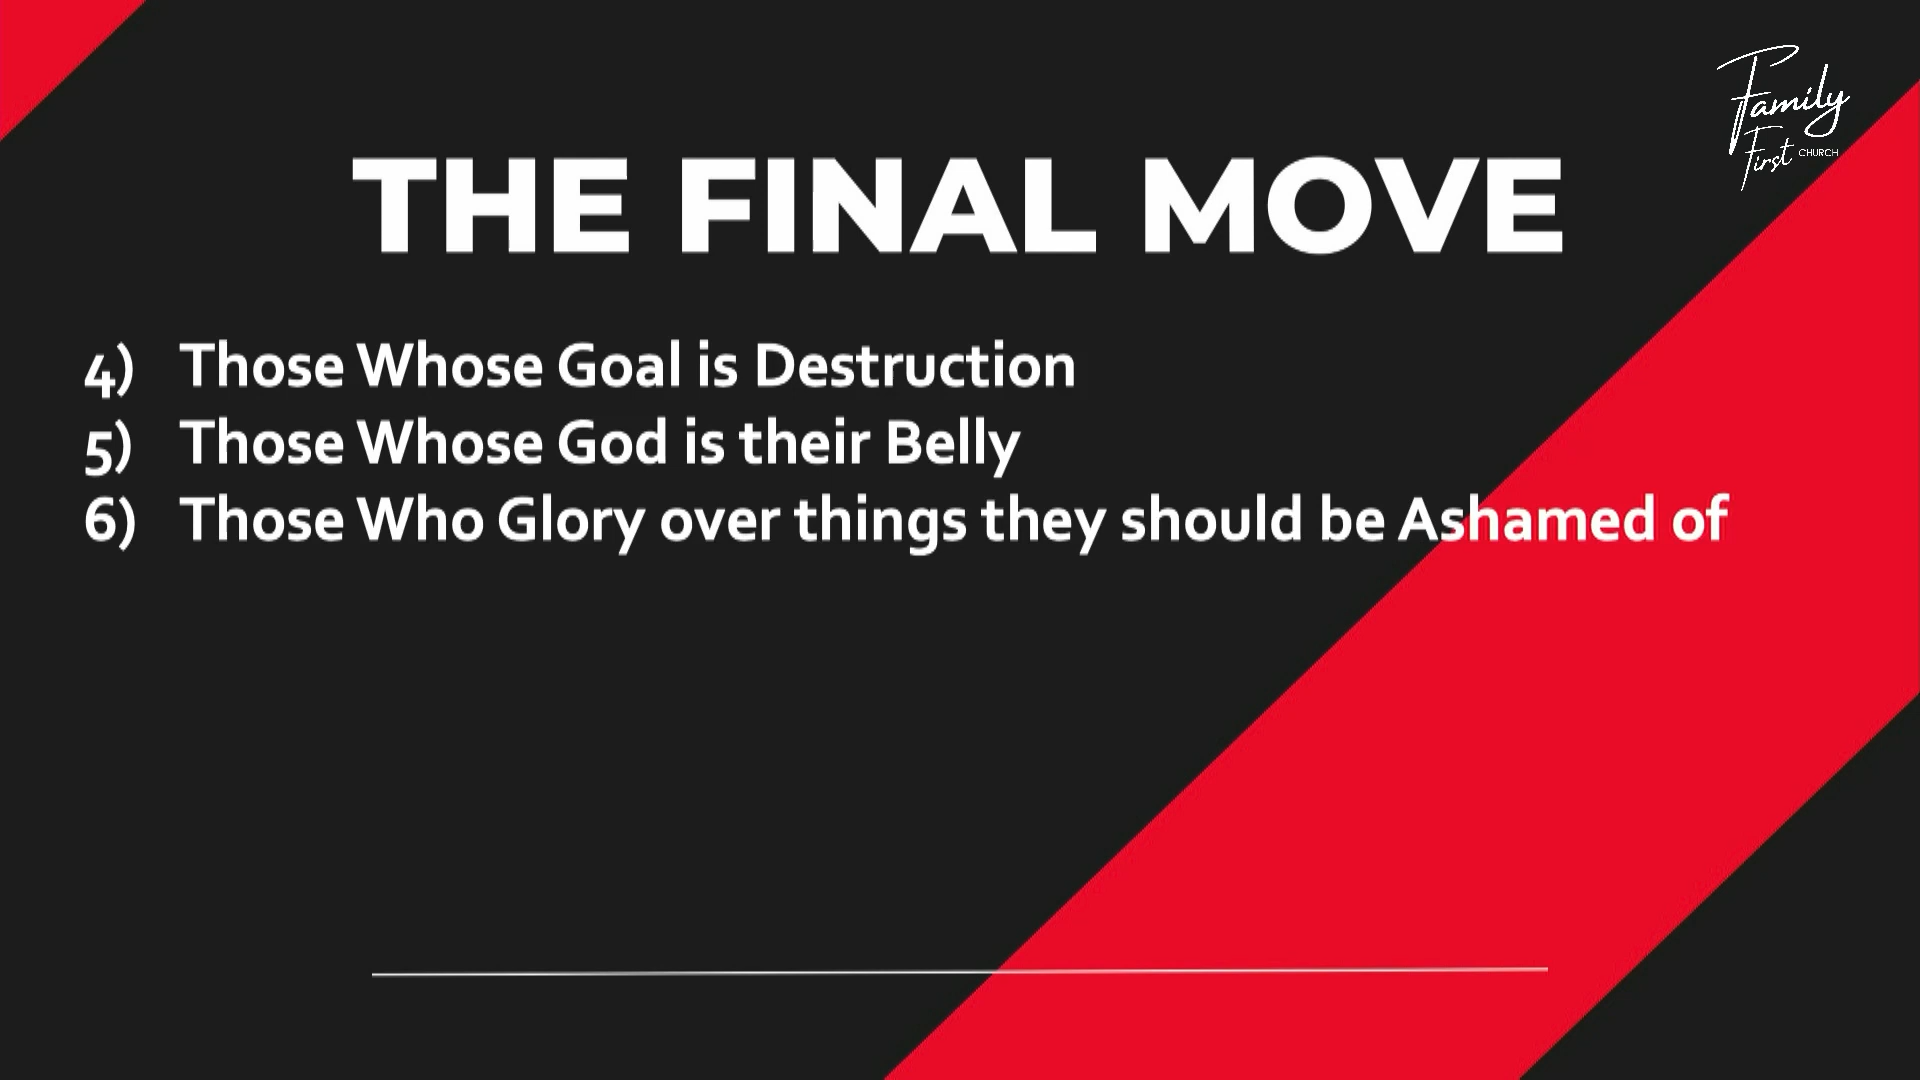 Family
First CHURCH
THE FINAL MOVE
4) Those Whose Goal is Destruction
5) Those Whose God is their Belly
6) Those Who Glory over things they should be Ashamed of